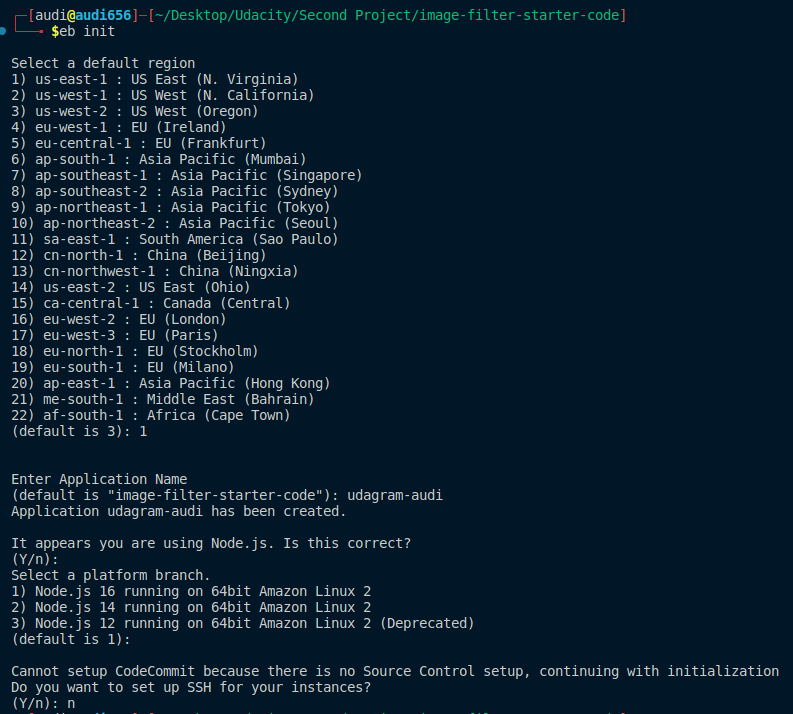 [audi@audi656]─[~/Desktop/Udacity/Second Project/image-filter-starter-code]
$eb init
Select a default region
1) us-east-1 : US East (N. Virginia)
2) us-west-1 : US West (N. California)
3) us-west-2 : US West (Oregon)
4) eu-west-1 : EU (Ireland)
5) eu-central-1 : EU (Frankfurt)
6) ap-south-1 : Asia Pacific (Mumbai)
7) ap-southeast-1 : Asia Pacific (Singapore)
8) ap-southeast-2 : Asia Pacific (Sydney)
9) ap-northeast-1 : Asia Pacific (Tokyo)
10) ap-northeast-2 : Asia Pacific (Seoul)
11) sa-east-1 : South America (Sao Paulo)
12) cn-north-1 : China (Beijing)
13) cn-northwest-1 : China (Ningxia)
14) us-east-2 : US East (Ohio)
15) ca-central-1 : Canada (Central)
16) eu-west-2 : EU (London)
17) eu-west-3 : EU (Paris)
18) eu-north-1 : EU (Stockholm)
19) eu-south-1 : EU (Milano)
20) ap-east-1 : Asia Pacific (Hong Kong)
21) me-south-1 : Middle East (Bahrain)
22) af-south-1 : Africa (Cape Town)
(default is 3): 1
Enter Application Name
(default is "image-filter-starter-code"): udagram-audi
Application udagram-audi has been created.
It appears you are using Node.js. Is this correct?
(Y/n):
Select a platform branch.
1) Node.js 16 running on 64bit Amazon Linux 2
2) Node.js 14 running on 64bit Amazon Linux 2
3) Node.js 12 running on 64bit Amazon Linux 2 (Deprecated)
(default is 1):
Cannot setup CodeCommit because there is no Source Control setup, continuing with initialization
Do you want to set up SSH for your instances?
(Y/n): n